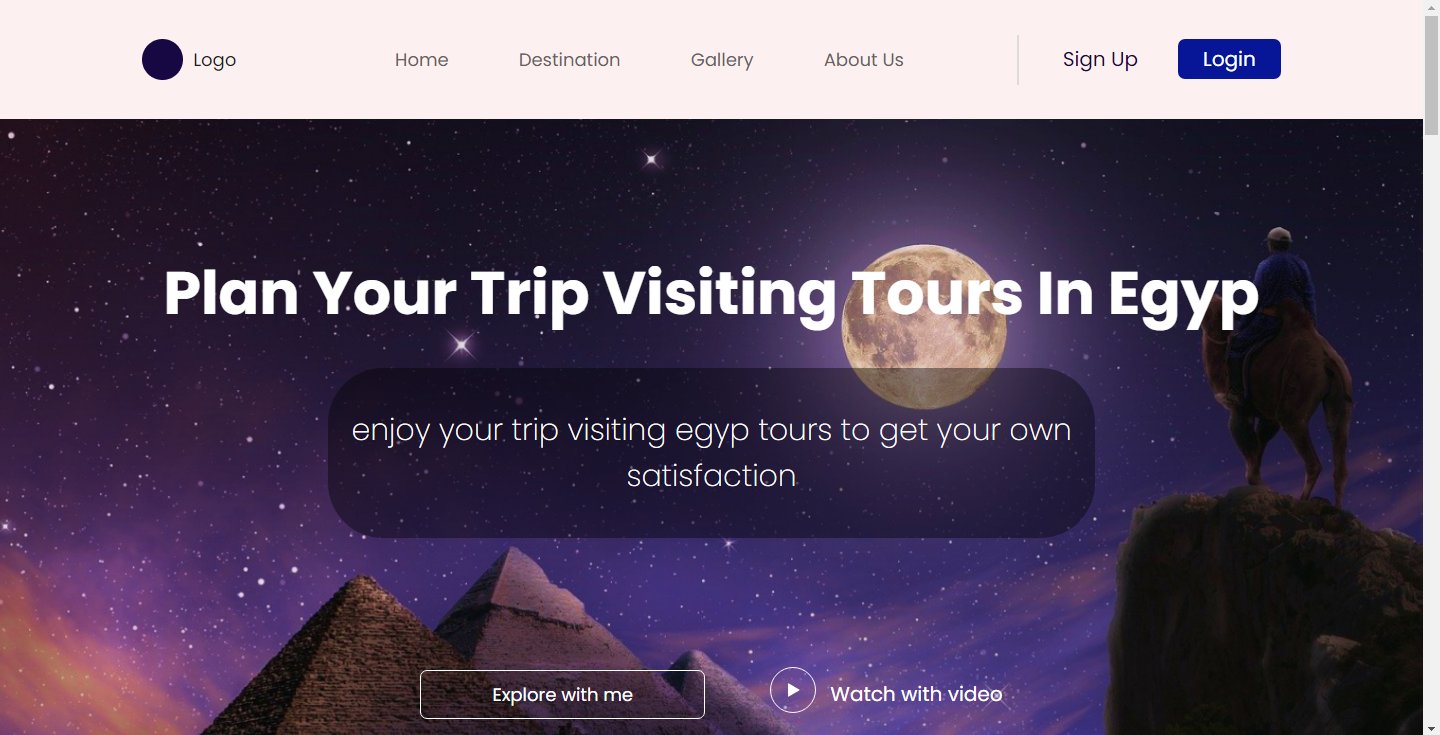 Logo
Home
Destination
Gallery
About Us
Sign Up
Login
Plan Your Trip Visiting Tours In Egyp
enjoy your trip visiting egyp tours to get your own
satisfaction
Explore with me
Watch with video